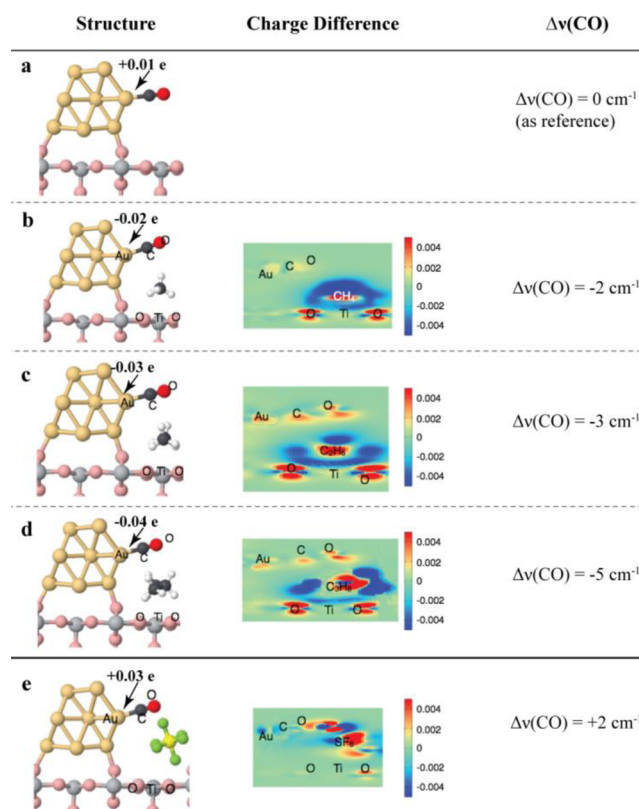 Structure Charge Difference Δν(CO)
a
+0.01 e
Δν(CO) = 0 cm⁻¹
(as reference)
b
-0.02 e
Au C O
O Ti O
Au C O
CH₄
O Ti O
0.004
0.002
0
-0.002
-0.004
Δν(CO) = -2 cm⁻¹
c
-0.03 e
Au C O
O Ti O
Au C O
C₂H₆
O Ti O
0.004
0.002
0
-0.002
-0.004
Δν(CO) = -3 cm⁻¹
d
-0.04 e
Au C O
O Ti O
Au C O
C₃H₈
O Ti O
0.004
0.002
0
-0.002
-0.004
Δν(CO) = -5 cm⁻¹
e
+0.03 e
Au C O
O Ti O
Au C O
SF₆
O Ti O
0.004
0.002
0
-0.002
-0.004
Δν(CO) = +2 cm⁻¹